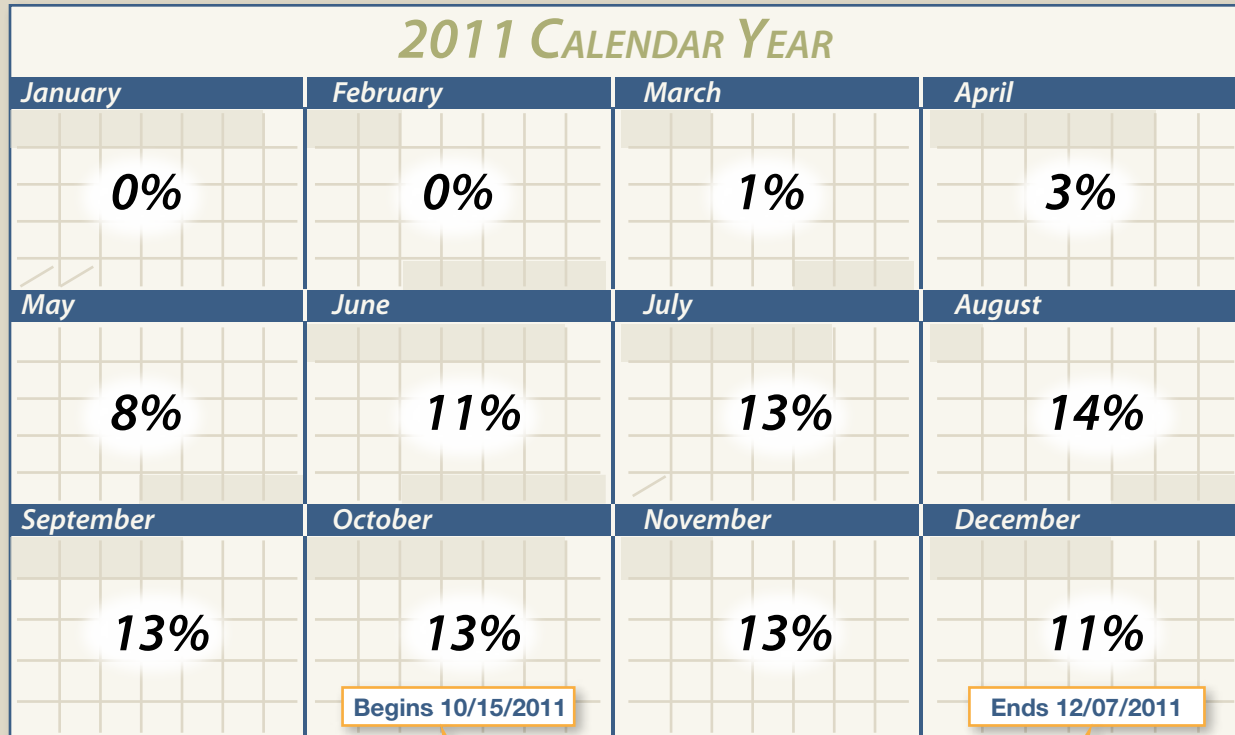 2011 CALENDAR YEAR
January February March April
0% 0% 1% 3%
May June July August
8% 11% 13% 14%
September October November December
13% 13% 13% 11%
Begins 10/15/2011 Ends 12/07/2011